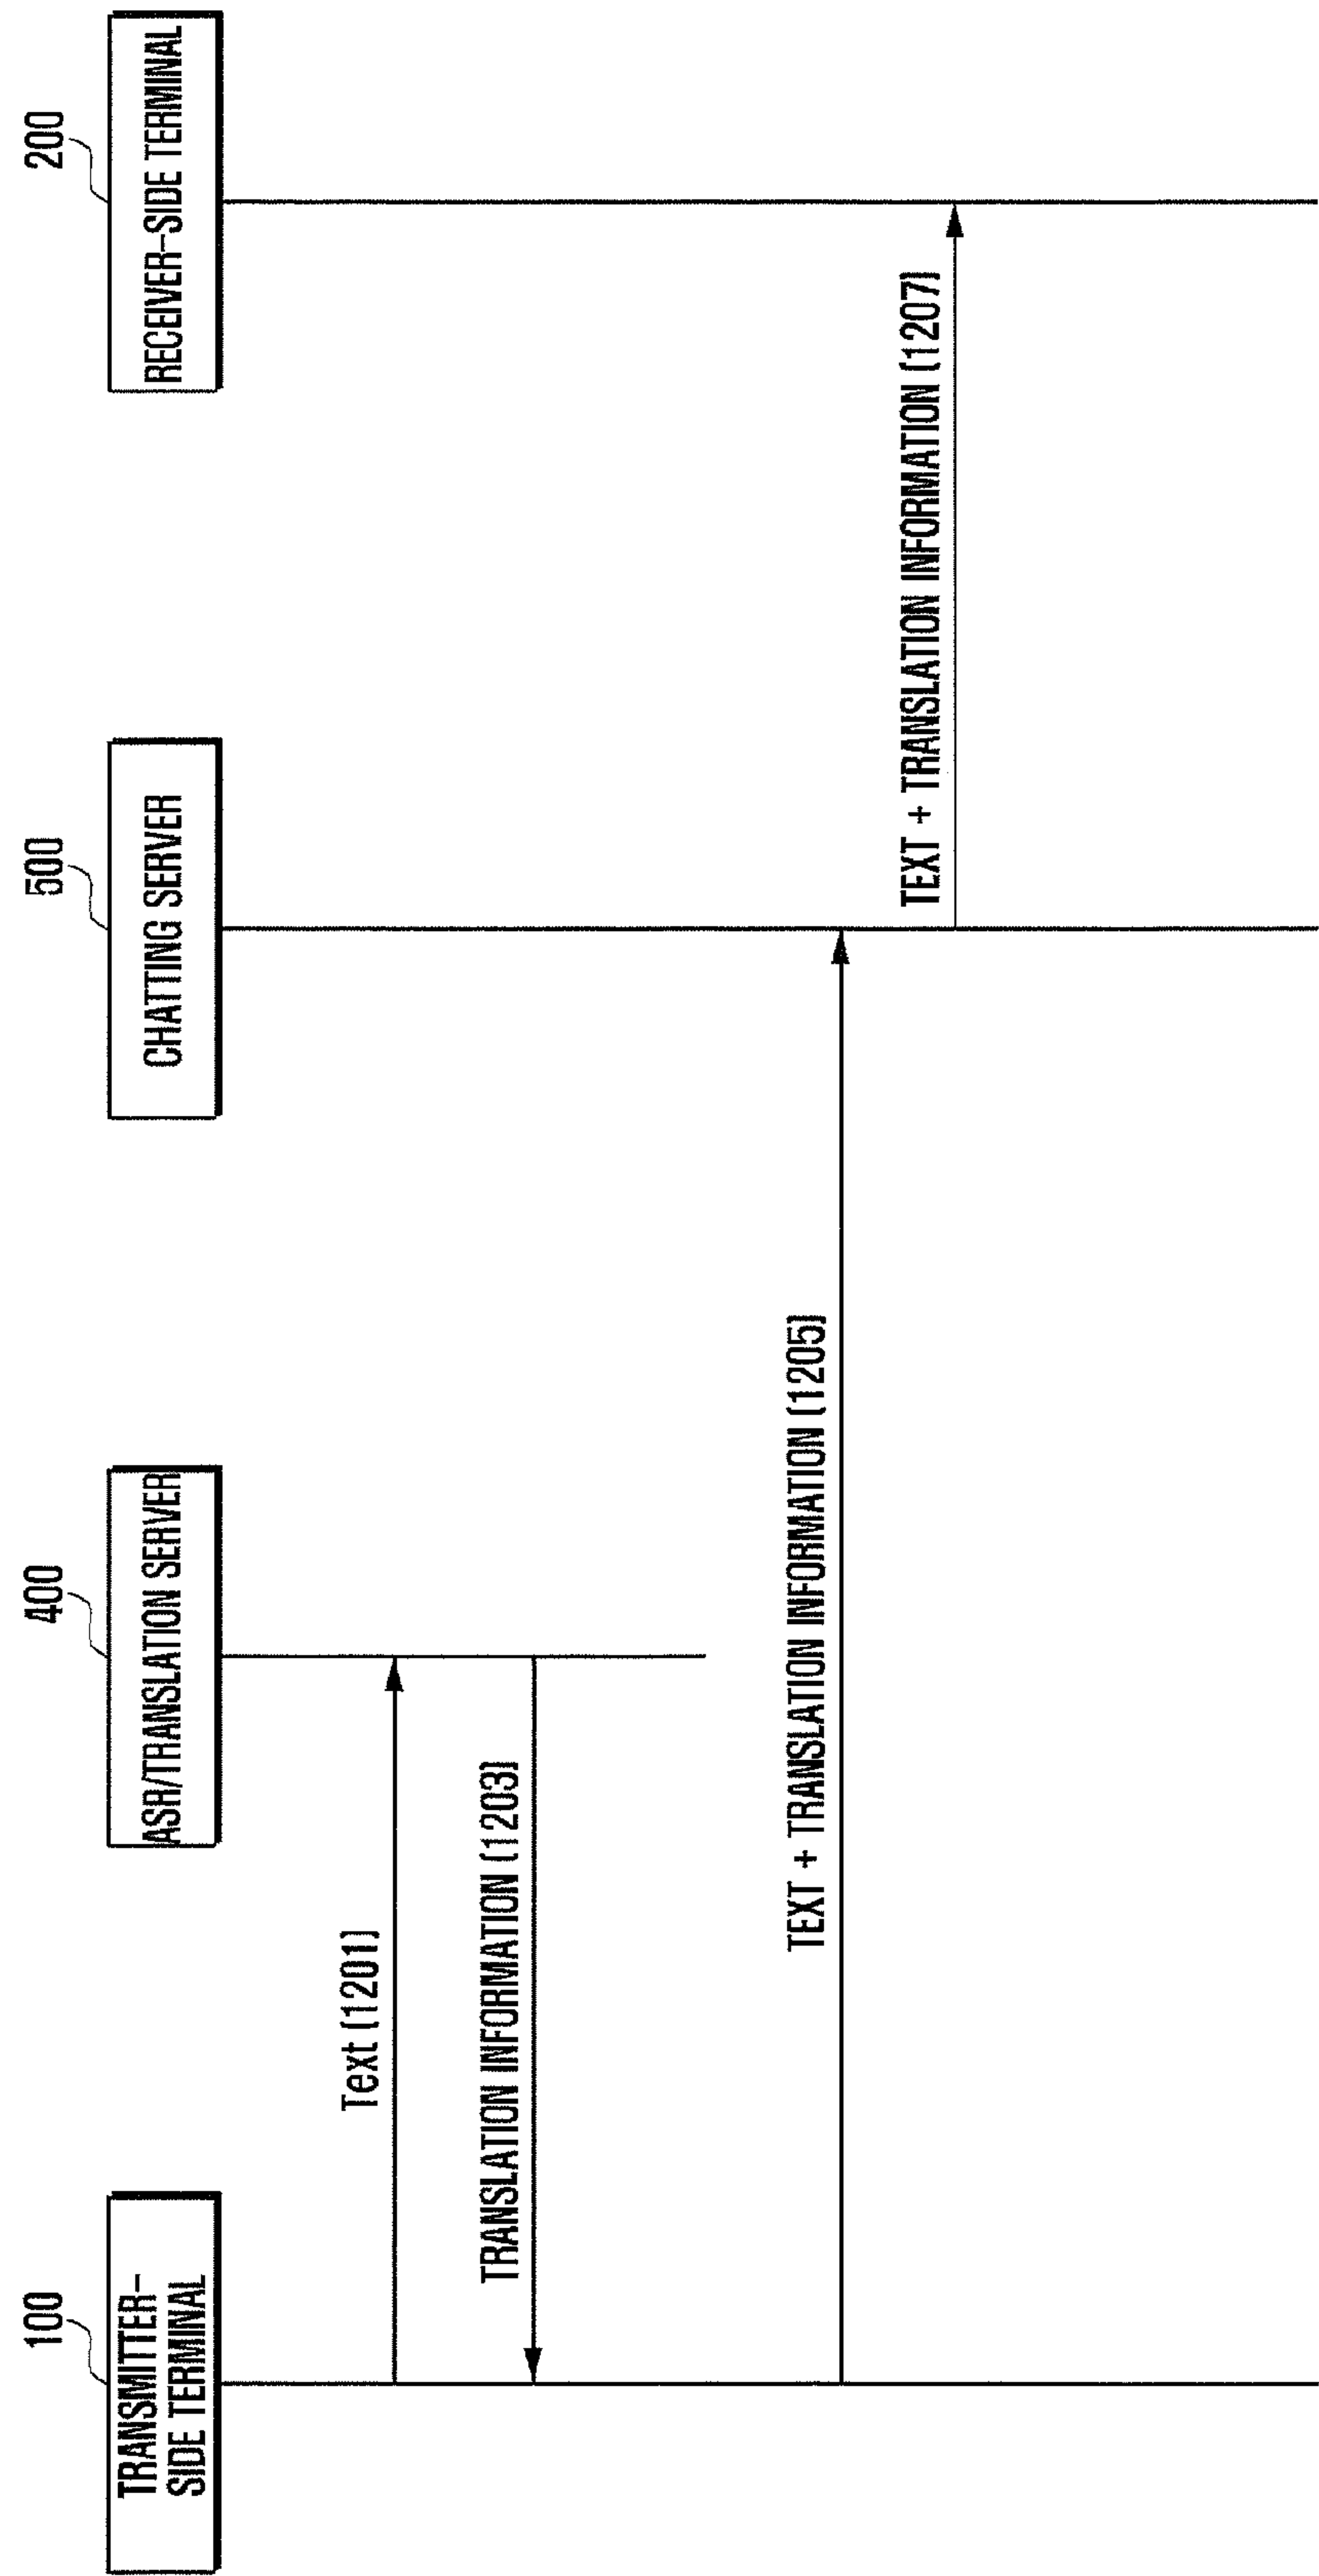 100
TRANSMITTER-
SIDE TERMINAL
400
ASR/TRANSLATION SERVER
500
CHATTING SERVER
200
RECEIVER-SIDE TERMINAL
Text (1201)
TRANSLATION INFORMATION (1203)
TEXT + TRANSLATION INFORMATION (1205)
TEXT + TRANSLATION INFORMATION (1207)